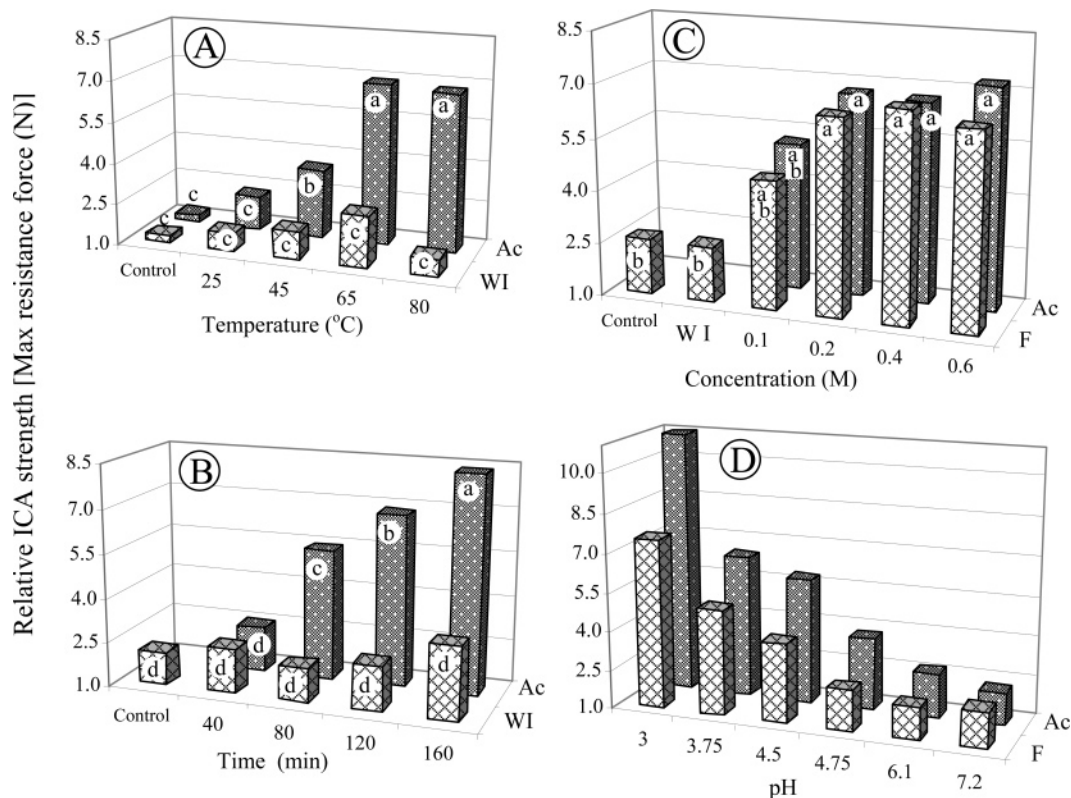 Relative ICA strength [Max resistance force (N)]
A
8.5
7.0
5.5
4.0
2.5
1.0
c
c
c
c
b
c
a
c
a
c
Control
25
45
65
80
Ac
WI
Temperature (°C)
C
8.5
7.0
5.5
4.0
2.5
1.0
b
b
a
b
a
b
a
a
a
a
a
a
Control
W I
0.1
0.2
0.4
0.6
Ac
F
Concentration (M)
B
8.5
7.0
5.5
4.0
2.5
1.0
d
d
d
c
d
b
d
a
d
Control
40
80
120
160
Ac
WI
Time (min)
D
10.0
8.5
7.0
5.5
4.0
2.5
1.0
3
3.75
4.5
4.75
6.1
7.2
Ac
F
pH